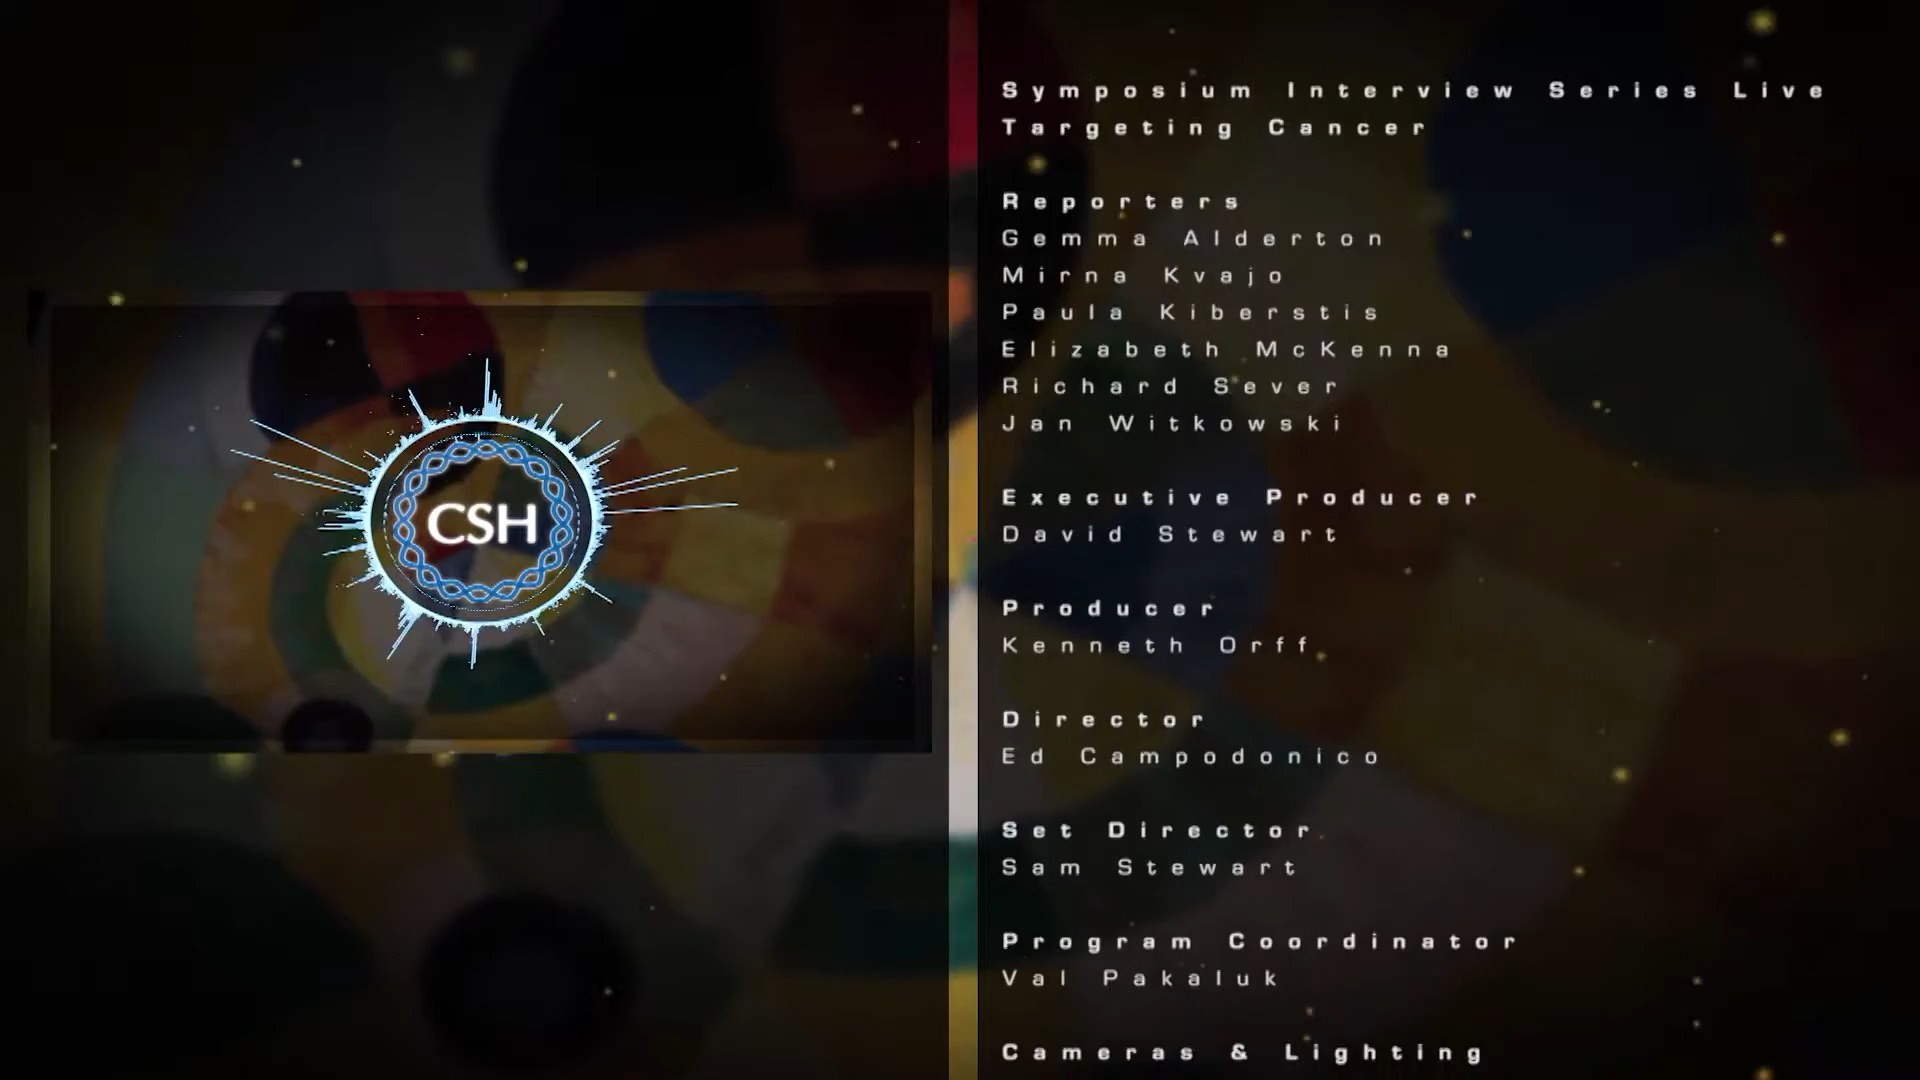 CSH
Symposium Interview Series Live
Targeting Cancer
Reporters
Gemma Alderton
Mirna Kvajo
Paula Kiberstis
Elizabeth McKenna
Richard Sever
Jan Witkowski
Executive Producer
David Stewart
Producer
Kenneth Orff
Director
Ed Campodonico
Set Director
Sam Stewart
Program Coordinator
Val Pakaluk
Cameras & Lighting